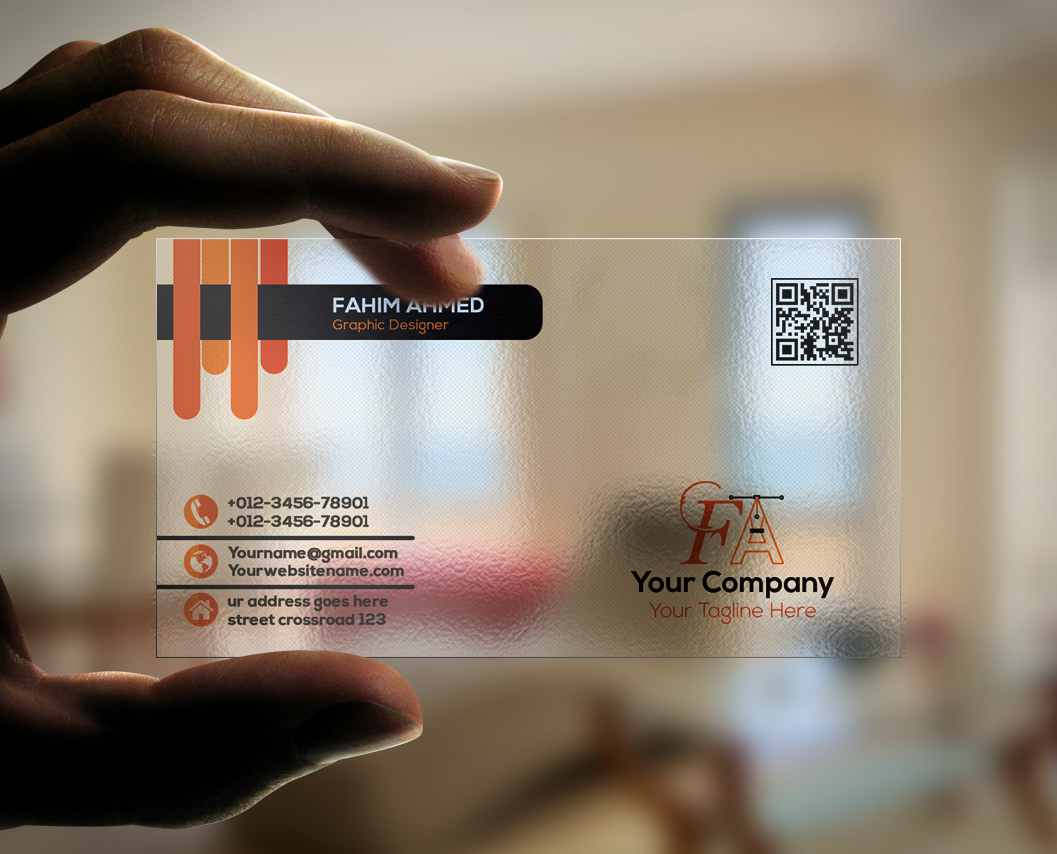 FAHIM AHMED
Graphic Designer
+012-3456-78901
+012-3456-78901
Yourname@gmail.com
Yourwebsitename.com
ur address goes here
street crossroad 123
FA
Your Company
Your Tagline Here